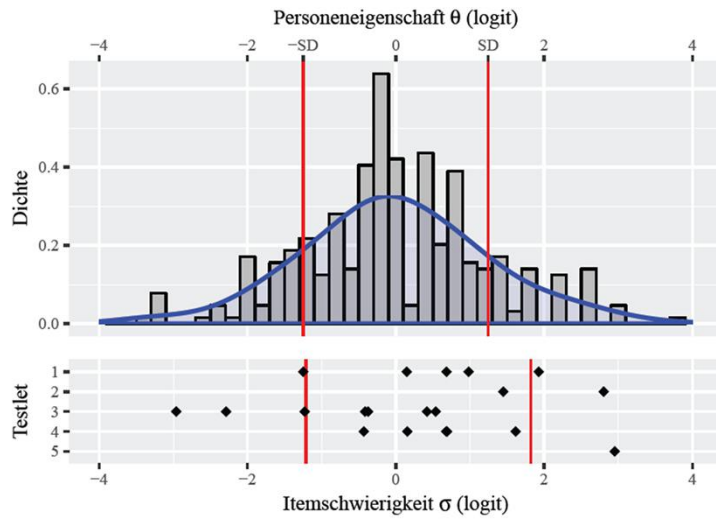 Personeneigenschaft θ (logit)
−4 −2 −SD 0 SD 2 4
0.6
0.4
0.2
0.0
Dichte
1
2
3
4
5
Testlet
−4 −2 0 2 4
Itemschwierigkeit σ (logit)